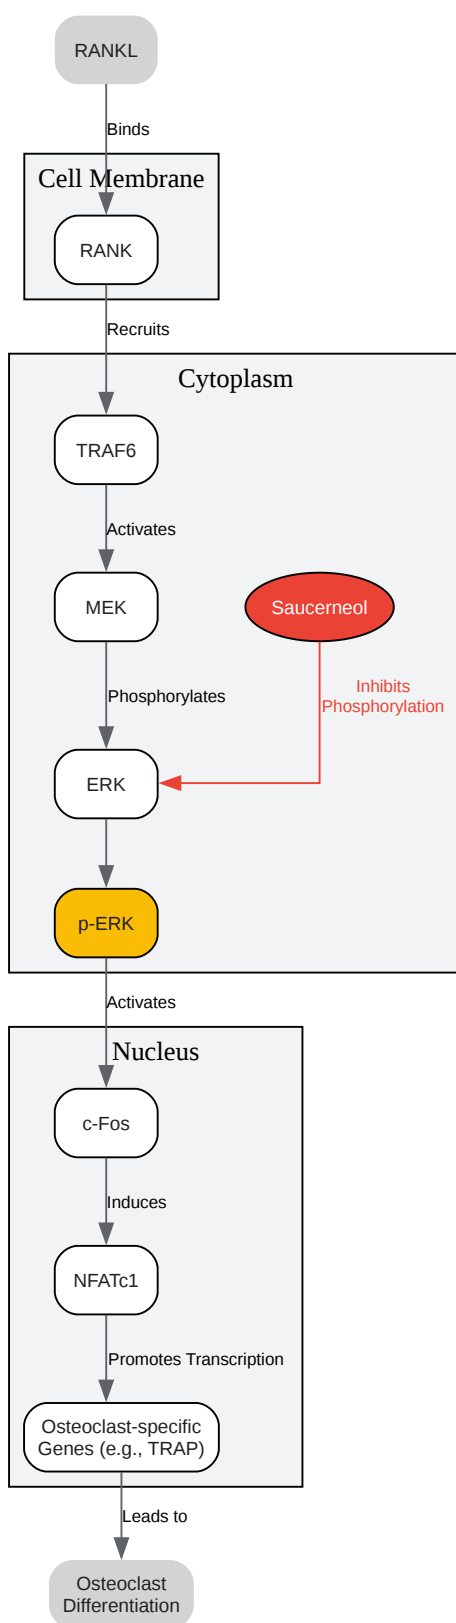 RANKL
Binds
Cell Membrane
RANK
Recruits
Cytoplasm
TRAF6
Activates
MEK
Saucerneol
Phosphorylates
Inhibits
Phosphorylation
ERK
p-ERK
Activates
Nucleus
c-Fos
Induces
NFATc1
Promotes Transcription
Osteoclast-specific
Genes (e.g., TRAP)
Leads to
Osteoclast
Differentiation